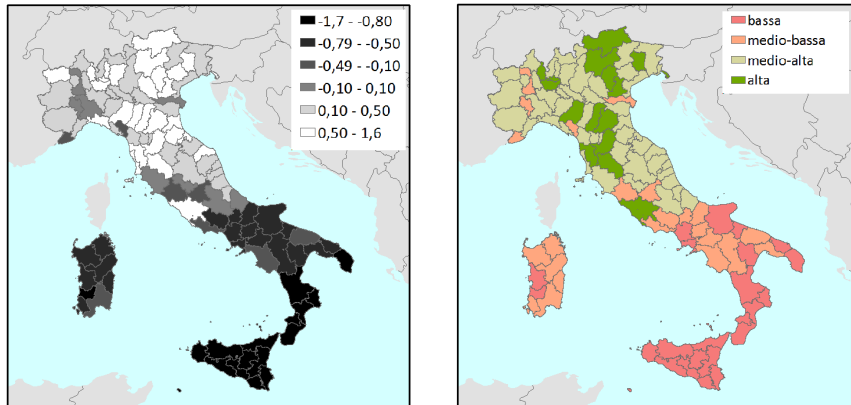 -1,7 - -0,80
-0,79 - -0,50
-0,49 - -0,10
-0,10 - 0,10
0,10 - 0,50
0,50 - 1,6
bassa
medio-bassa
medio-alta
alta